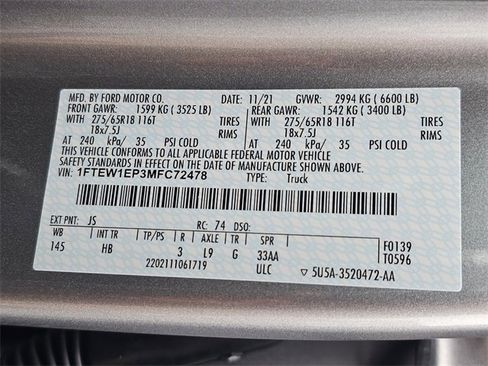 MFD. BY FORD MOTOR CO. 11/21 GVWR: 2994 KG ( 6600 LB)
FRONT GAWR: 1599 KG ( 3525 LB) REAR GAWR: 1542 KG ( 3400 LB)
WITH 275/65R18 116T TIRES WITH 275/65R18 116T TIRES
18x7.5J RIMS 18x7.5J RIMS
AT 240 kPa/ 35 PSI COLD AT 240 kPa/ 35 PSI COLD
THIS VEHICLE CONFORMS TO ALL APPLICABLE FEDERAL MOTOR VEHICLE
SAFETY STANDARDS IN EFFECT ON THE DATE OF MANUFACTURE SHOWN ABOVE.
VIN: 1FTEW1EP3MFC72478 TYPE: Truck
EXT PNT: JS RC: 74 DSO:
WB INT TR TP/PS R AXLE TR SPR F0139
145 HB 3 L9 G 33AA T0596
2202111061719 ULC 5U5A-3520472-AA